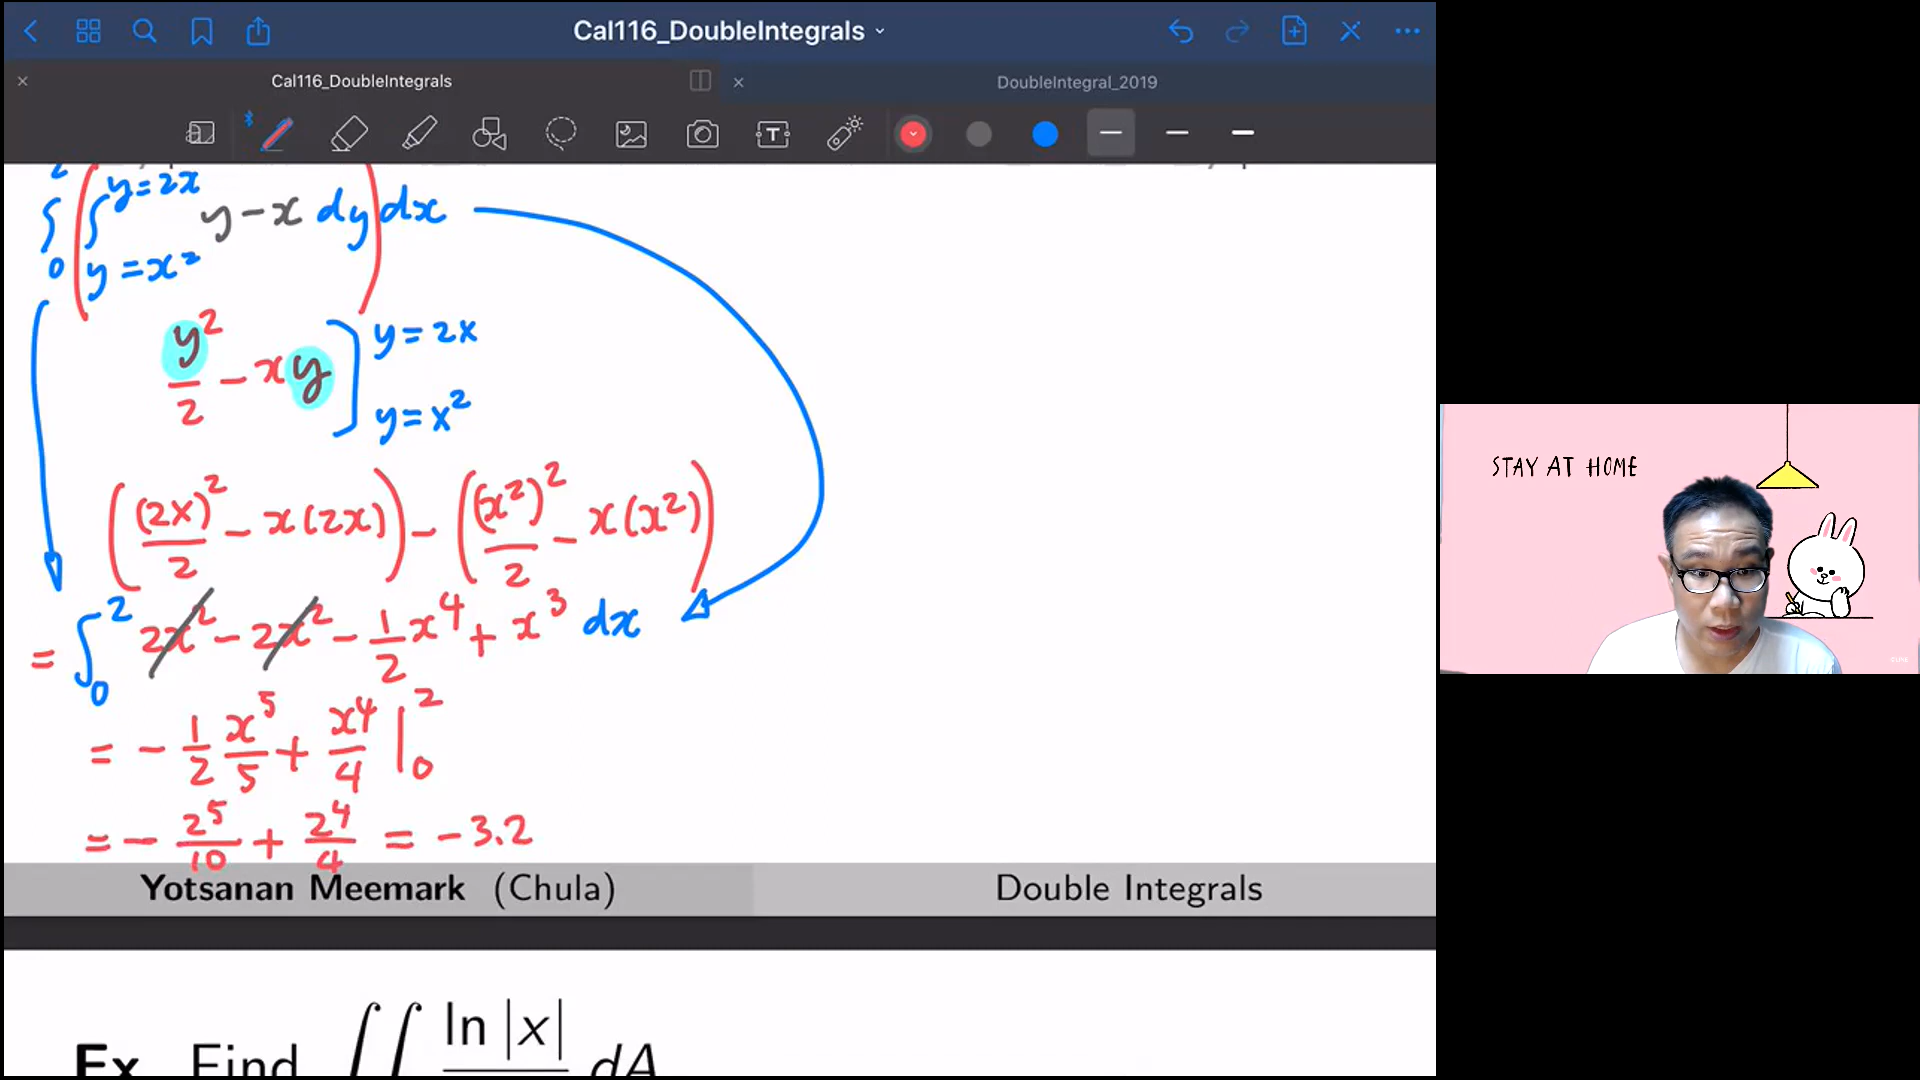 Cal116_DoubleIntegrals
Cal116_DoubleIntegrals
DoubleIntegral_2019
∫₀² ( ∫_{y=x²}^{y=2x} y-x dy ) dx
y²/2 - xy ] y=2x y=x²
( (2x)²/2 - x(2x) ) - ( (x²)²/2 - x(x²) )
= ∫₀² 2x² - 2x² - 1/2 x⁴ + x³ dx
= - 1/2 x⁵/5 + x⁴/4 |₀²
= - 2⁵/10 + 2⁴/4 = -3.2
Yotsanan Meemark (Chula)
Double Integrals
Ex Find ∫∫ ln |x| dA
STAY AT HOME